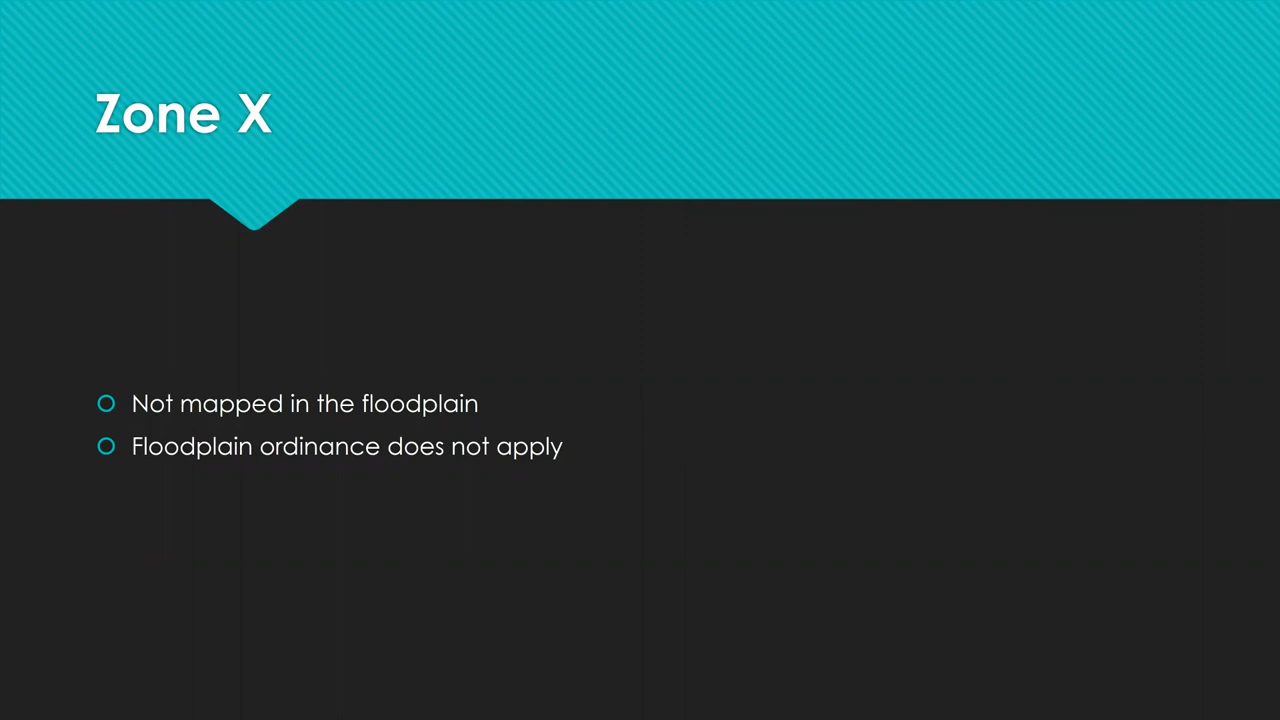 Zone X
Not mapped in the floodplain
Floodplain ordinance does not apply